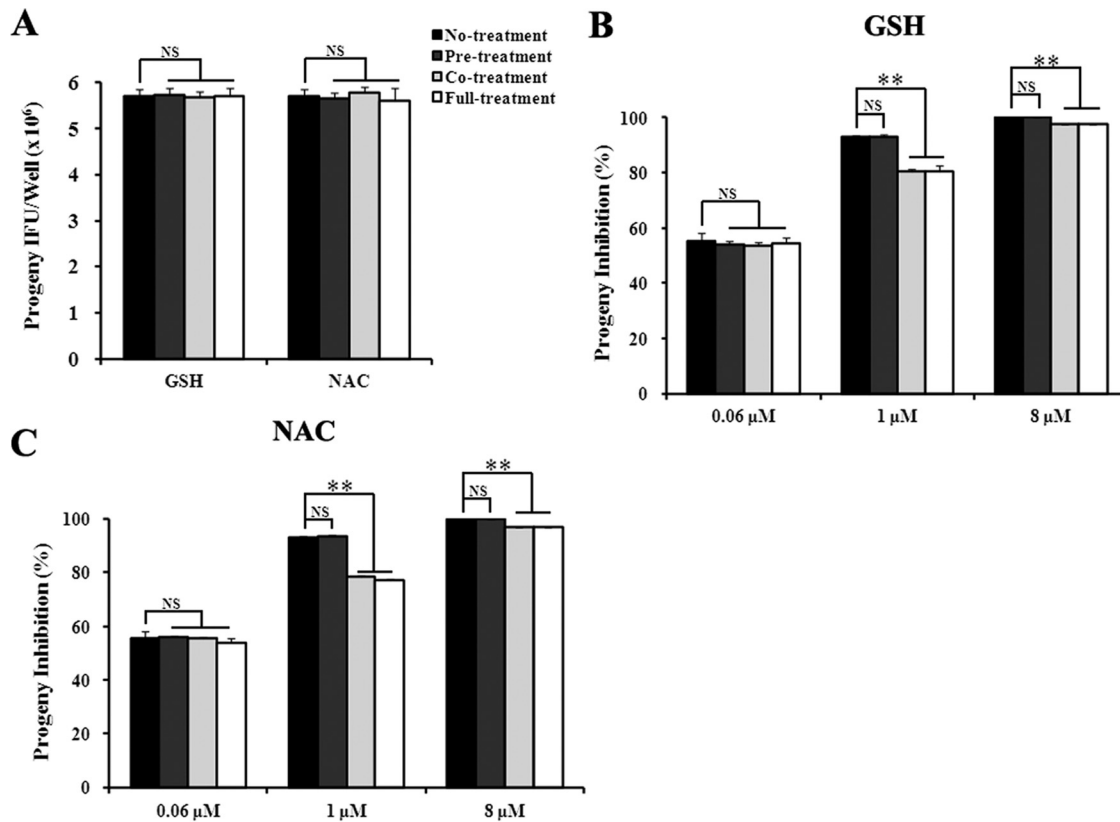 A
NS
NS
No-treatment
Pre-treatment
Co-treatment
Full-treatment
Progeny IFU/Well (x10⁶)
6
5
4
3
2
1
0
GSH
NAC
B
GSH
**
NS
**
NS
NS
Progeny Inhibition (%)
100
80
60
40
20
0
0.06 μM
1 μM
8 μM
C
NAC
**
NS
**
NS
NS
Progeny Inhibition (%)
100
80
60
40
20
0
0.06 μM
1 μM
8 μM